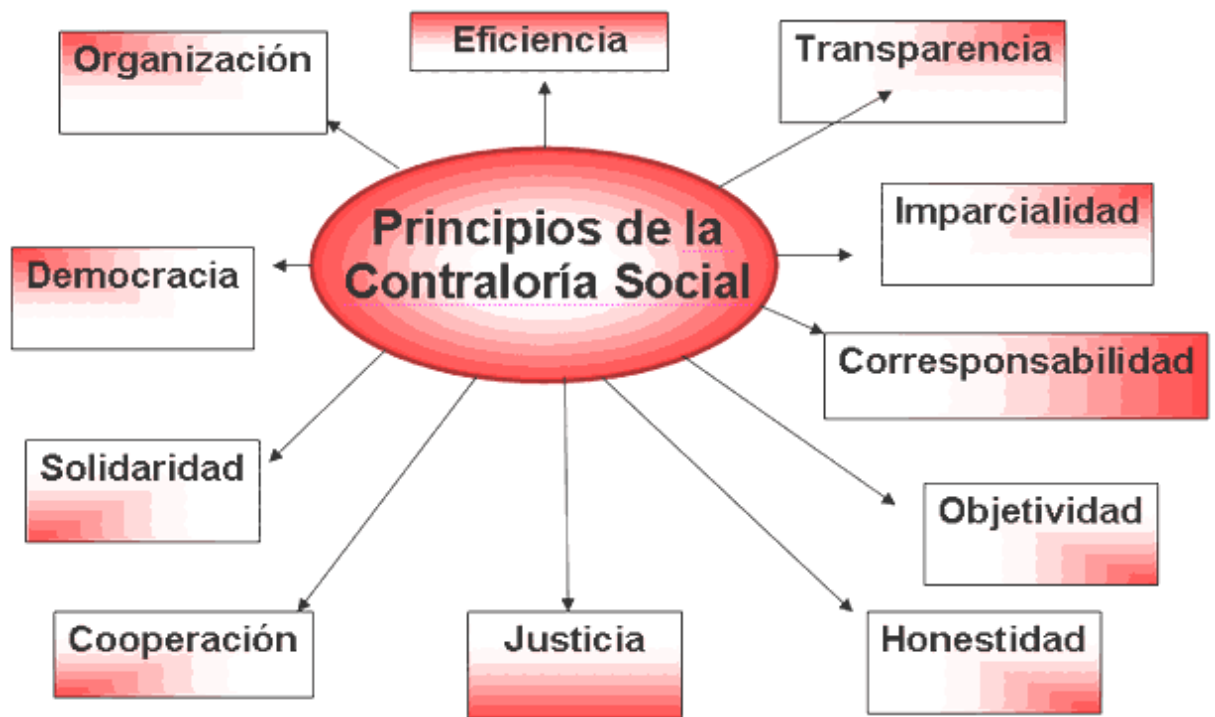 Organización
Eficiencia
Transparencia
Principios de la
Contraloría Social
Imparcialidad
Democracia
Corresponsabilidad
Solidaridad
Objetividad
Cooperación
Justicia
Honestidad